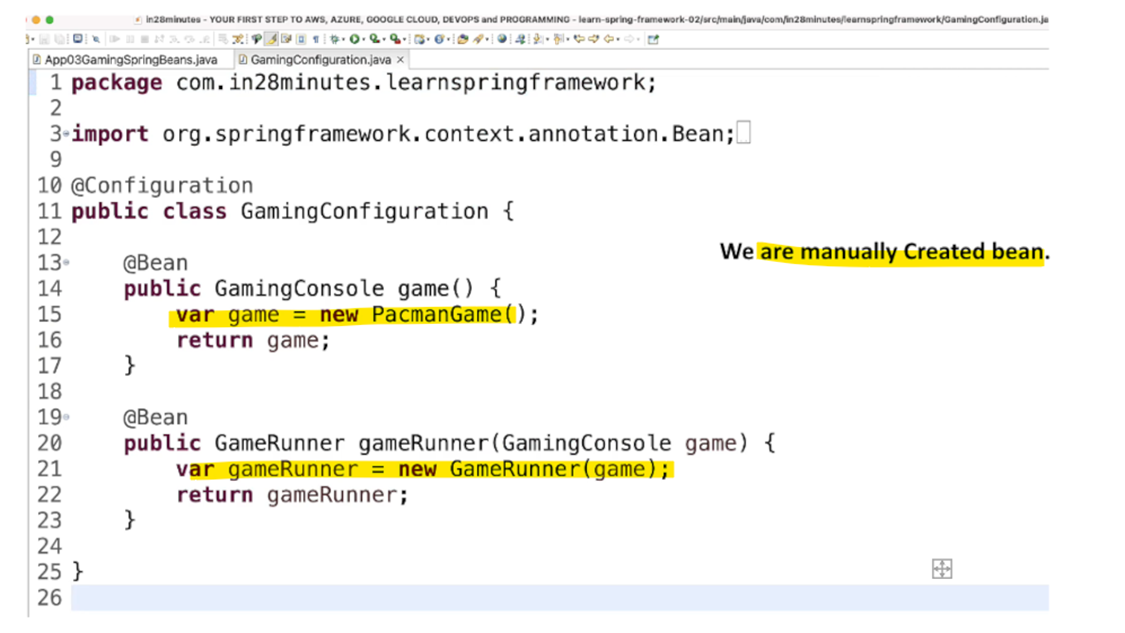 in28minutes - YOUR FIRST STEP TO AWS, AZURE, GOOGLE CLOUD, DEVOPS and PROGRAMMING - learn-spring-framework-02/src/main/java/com/in28minutes/learnspringframework/GamingConfiguration.ja
App03GamingSpringBeans.java GamingConfiguration.java ×
1 package com.in28minutes.learnspringframework;
2
3 import org.springframework.context.annotation.Bean;
9
10 @Configuration
11 public class GamingConfiguration {
12
We are manually Created bean.
13 @Bean
14 public GamingConsole game() {
15 var game = new PacmanGame();
16 return game;
17 }
18
19 @Bean
20 public GameRunner gameRunner(GamingConsole game) {
21 var gameRunner = new GameRunner(game);
22 return gameRunner;
23 }
24
25 }
26